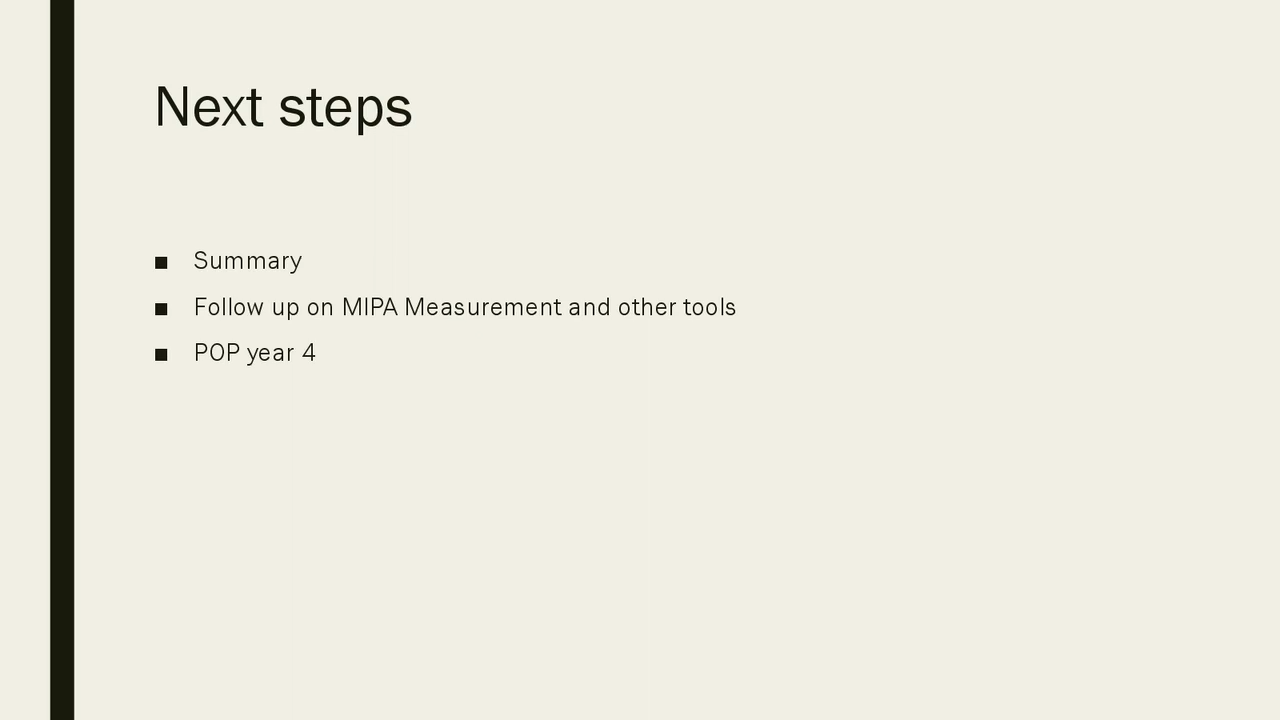 Next steps
■ Summary
■ Follow up on MIPA Measurement and other tools
■ POP year 4